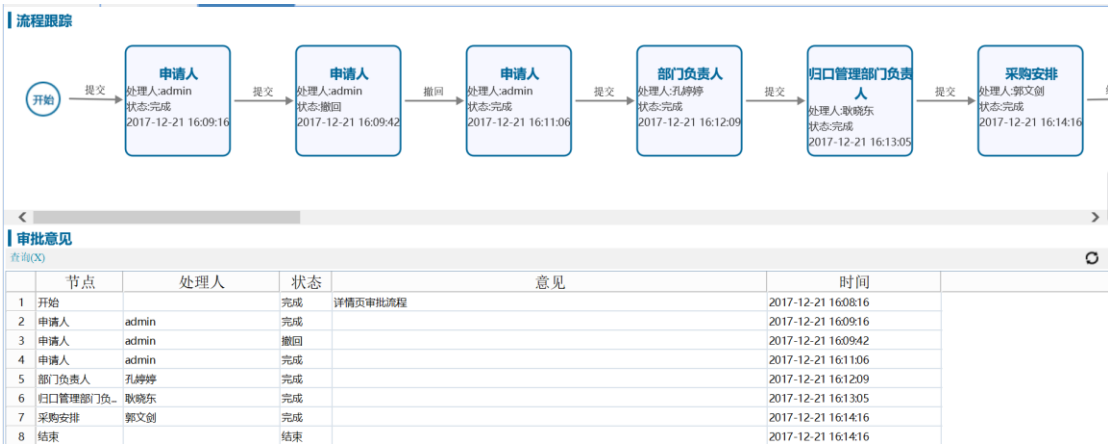 流程跟踪
开始
提交
申请人
处理人:admin
状态:完成
2017-12-21 16:09:16
提交
申请人
处理人:admin
状态:撤回
2017-12-21 16:09:42
撤回
申请人
处理人:admin
状态:完成
2017-12-21 16:11:06
提交
部门负责人
处理人:孔婷婷
状态:完成
2017-12-21 16:12:09
提交
归口管理部门负责
人
处理人:耿晓东
状态:完成
2017-12-21 16:13:05
提交
采购安排
处理人:郭文剑
状态:完成
2017-12-21 16:14:16
审批意见
查询(X)
节点 处理人 状态 意见 时间
1 开始 完成 详情页审批流程 2017-12-21 16:08:16
2 申请人 admin 完成 2017-12-21 16:09:16
3 申请人 admin 撤回 2017-12-21 16:09:42
4 申请人 admin 完成 2017-12-21 16:11:06
5 部门负责人 孔婷婷 完成 2017-12-21 16:12:09
6 归口管理部门负... 耿晓东 完成 2017-12-21 16:13:05
7 采购安排 郭文剑 完成 2017-12-21 16:14:16
8 结束 结束 2017-12-21 16:14:16